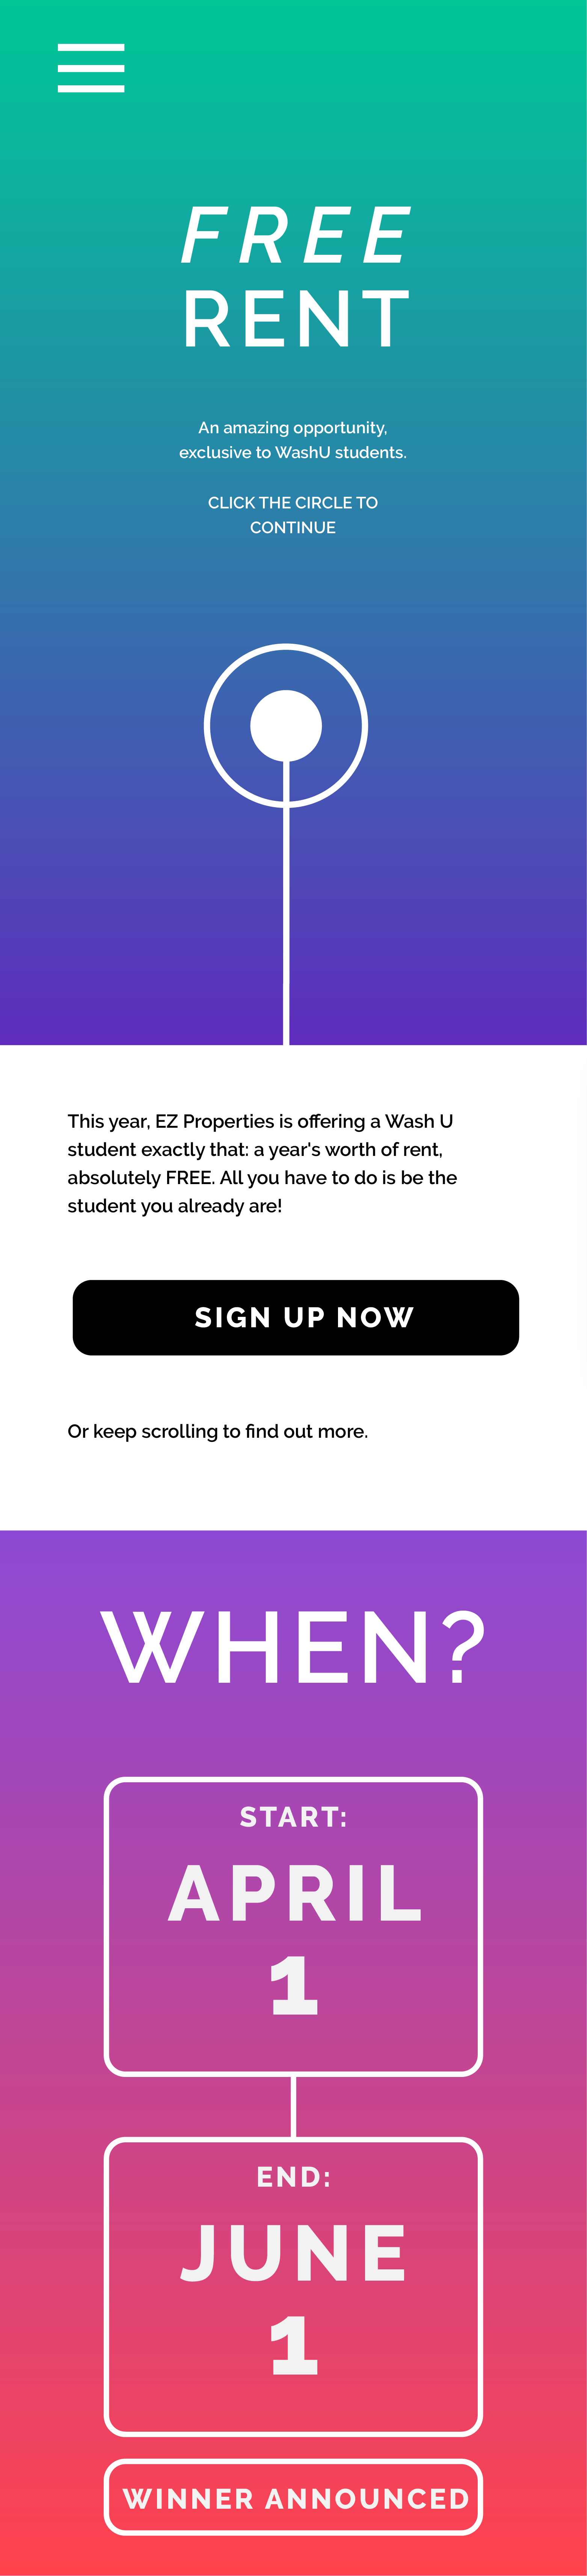 FREE
RENT
An amazing opportunity,
exclusive to WashU students.
CLICK THE CIRCLE TO
CONTINUE
This year, EZ Properties is offering a Wash U
student exactly that: a year's worth of rent,
absolutely FREE. All you have to do is be the
student you already are!
SIGN UP NOW
Or keep scrolling to find out more.
WHEN?
START:
APRIL
1
END:
JUNE
1
WINNER ANNOUNCED